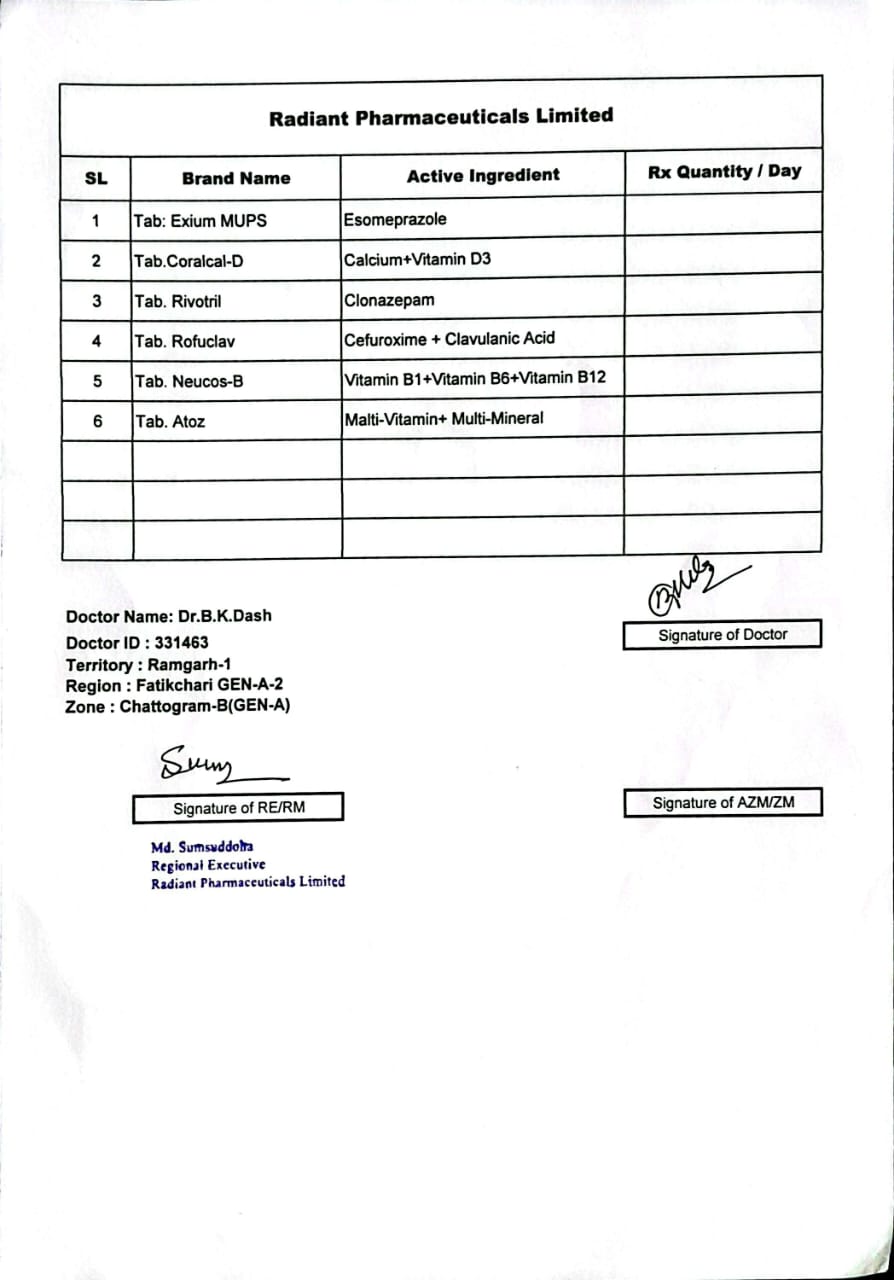 Radiant Pharmaceuticals Limited
SL Brand Name Active Ingredient Rx Quantity / Day
1 Tab: Exium MUPS Esomeprazole
2 Tab.Coralcal-D Calcium+Vitamin D3
3 Tab. Rivotril Clonazepam
4 Tab. Rofuclav Cefuroxime + Clavulanic Acid
5 Tab. Neucos-B Vitamin B1+Vitamin B6+Vitamin B12
6 Tab. Atoz Malti-Vitamin+ Multi-Mineral
Doctor Name: Dr.B.K.Dash
Signature of Doctor
Doctor ID : 331463
Territory : Ramgarh-1
Region : Fatikchari GEN-A-2
Zone : Chattogram-B(GEN-A)
Signature of RE/RM
Signature of AZM/ZM
Md. Sumsuddoha
Regional Executive
Radiant Pharmaceuticals Limited